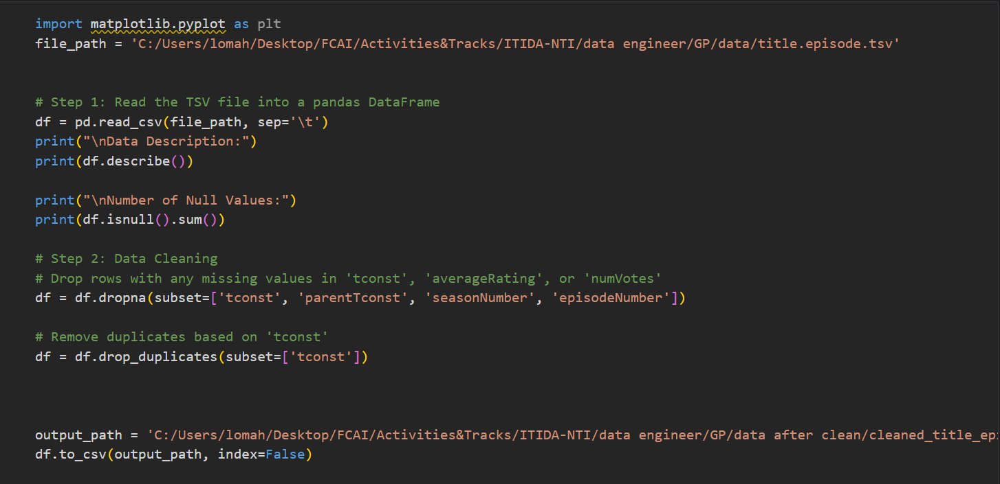 import matplotlib.pyplot as plt
file_path = 'C:/Users/lomah/Desktop/FCAI/Activities&Tracks/ITIDA-NTI/data engineer/GP/data/title.episode.tsv'
# Step 1: Read the TSV file into a pandas DataFrame
df = pd.read_csv(file_path, sep='\t')
print("\nData Description:")
print(df.describe())
print("\nNumber of Null Values:")
print(df.isnull().sum())
# Step 2: Data Cleaning
# Drop rows with any missing values in 'tconst', 'averageRating', or 'numVotes'
df = df.dropna(subset=['tconst', 'parentTconst', 'seasonNumber', 'episodeNumber'])
# Remove duplicates based on 'tconst'
df = df.drop_duplicates(subset=['tconst'])
output_path = 'C:/Users/lomah/Desktop/FCAI/Activities&Tracks/ITIDA-NTI/data engineer/GP/data after clean/cleaned_title_ep
df.to_csv(output_path, index=False)